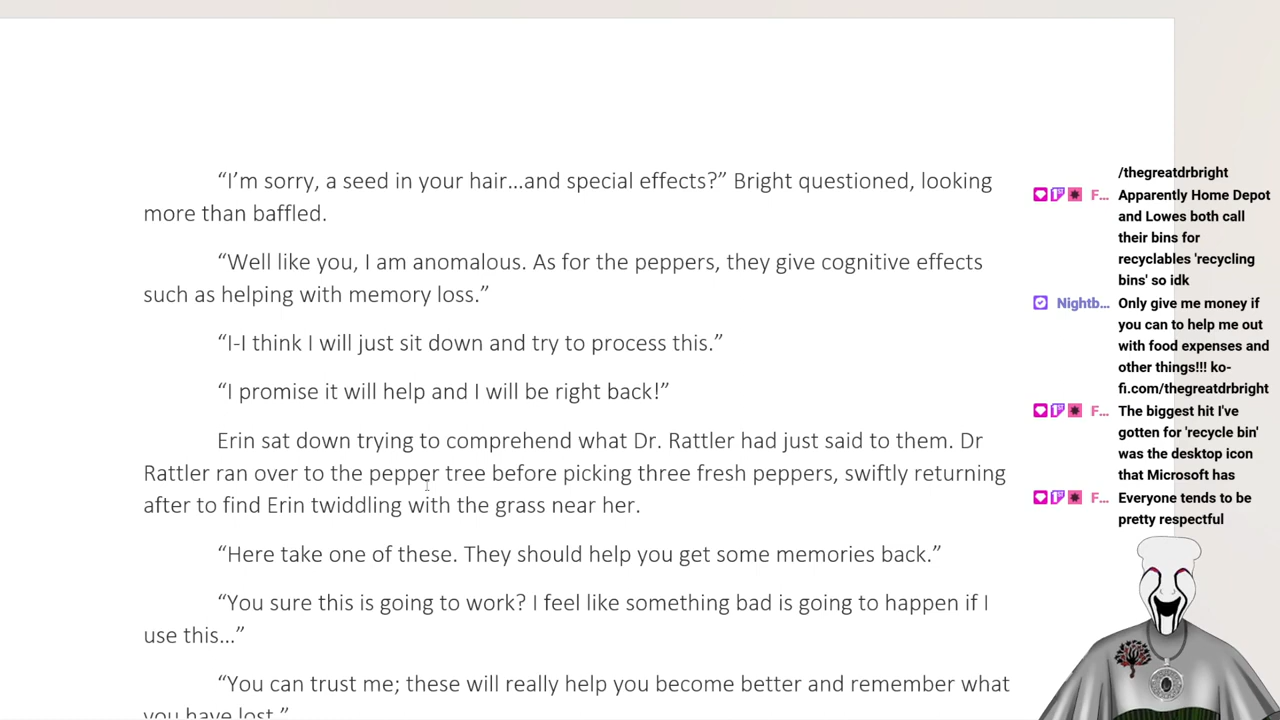 “I’m sorry, a seed in your hair...and special effects?” Bright questioned, looking
more than baffled.
“Well like you, I am anomalous. As for the peppers, they give cognitive effects
such as helping with memory loss.”
“I-I think I will just sit down and try to process this.”
“I promise it will help and I will be right back!”
Erin sat down trying to comprehend what Dr. Rattler had just said to them. Dr
Rattler ran over to the pepper tree before picking three fresh peppers, swiftly returning
after to find Erin twiddling with the grass near her.
“Here take one of these. They should help you get some memories back.”
“You sure this is going to work? I feel like something bad is going to happen if I
use this...”
“You can trust me; these will really help you become better and remember what
you have lost.”
/thegreatdrbright
F... Apparently Home Depot
and Lowes both call
their bins for
recyclables 'recycling
bins' so idk
Nightb... Only give me money if
you can to help me out
with food expenses and
other things!!! ko-
fi.com/thegreatdrbright
F... The biggest hit I've
gotten for 'recycle bin'
was the desktop icon
that Microsoft has
F... Everyone tends to be
pretty respectful